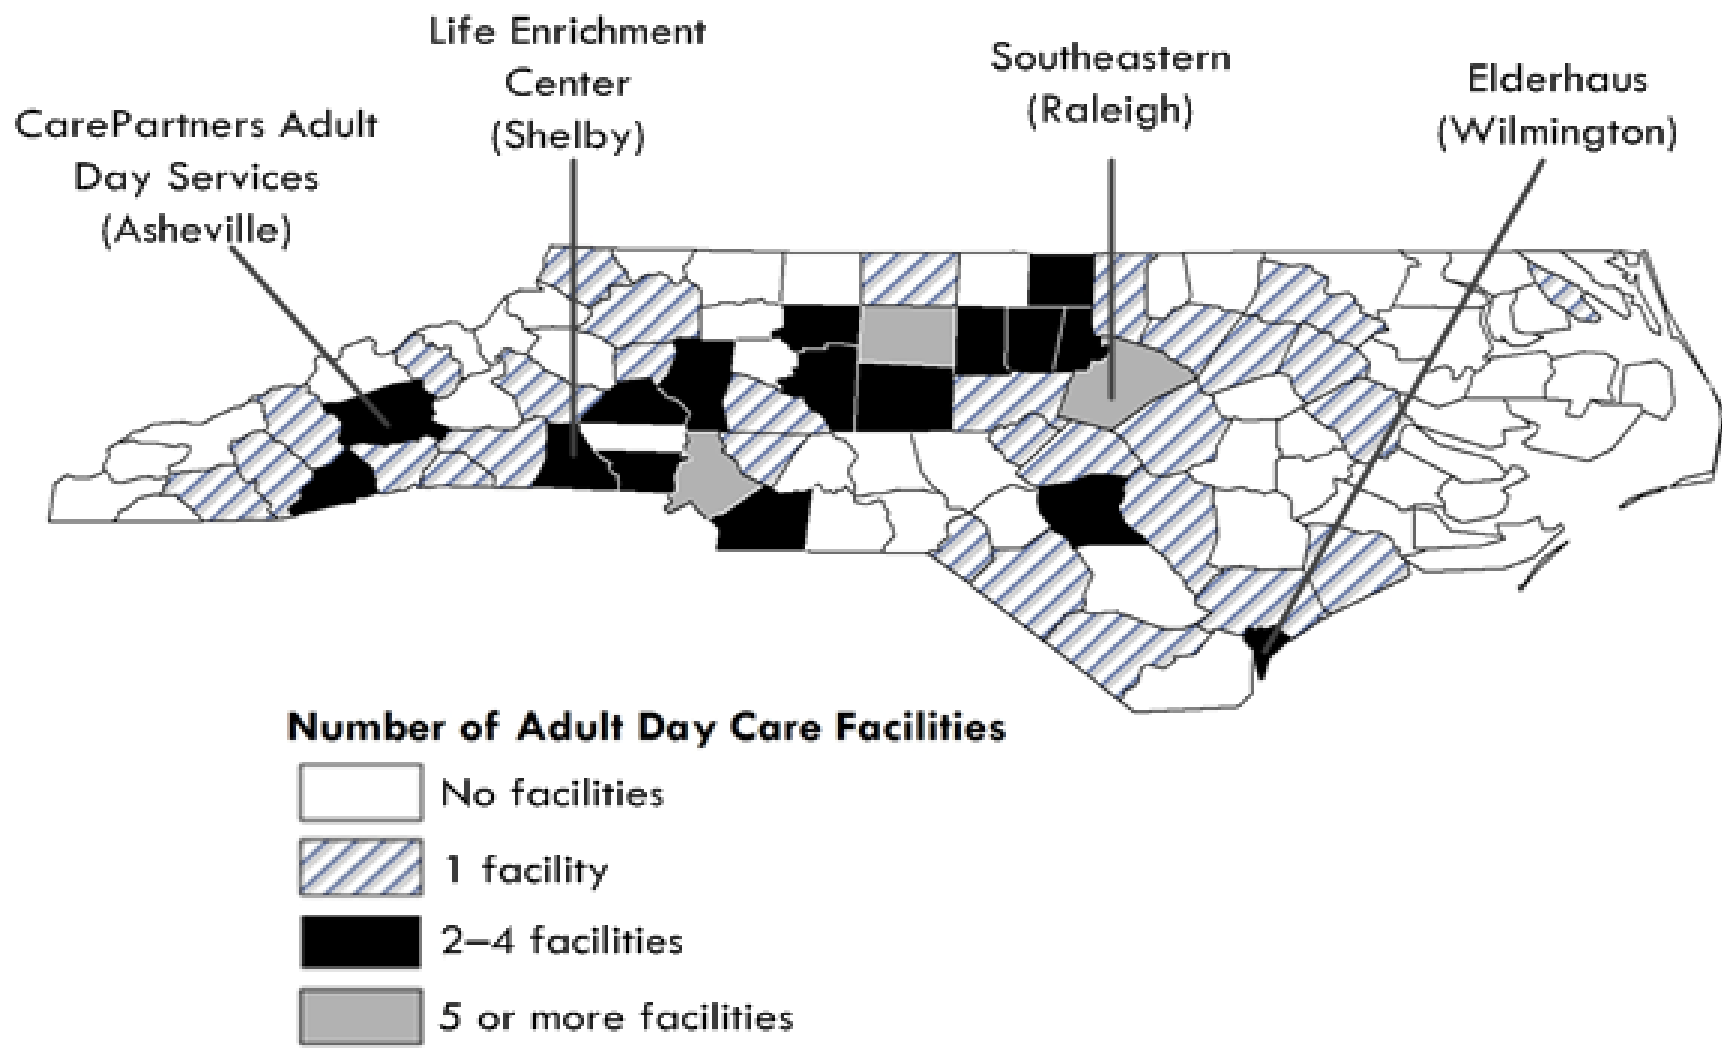 Life Enrichment
Center
(Shelby)
Southeastern
(Raleigh)
Elderhaus
(Wilmington)
CarePartners Adult
Day Services
(Asheville)
Number of Adult Day Care Facilities
No facilities
1 facility
2–4 facilities
5 or more facilities